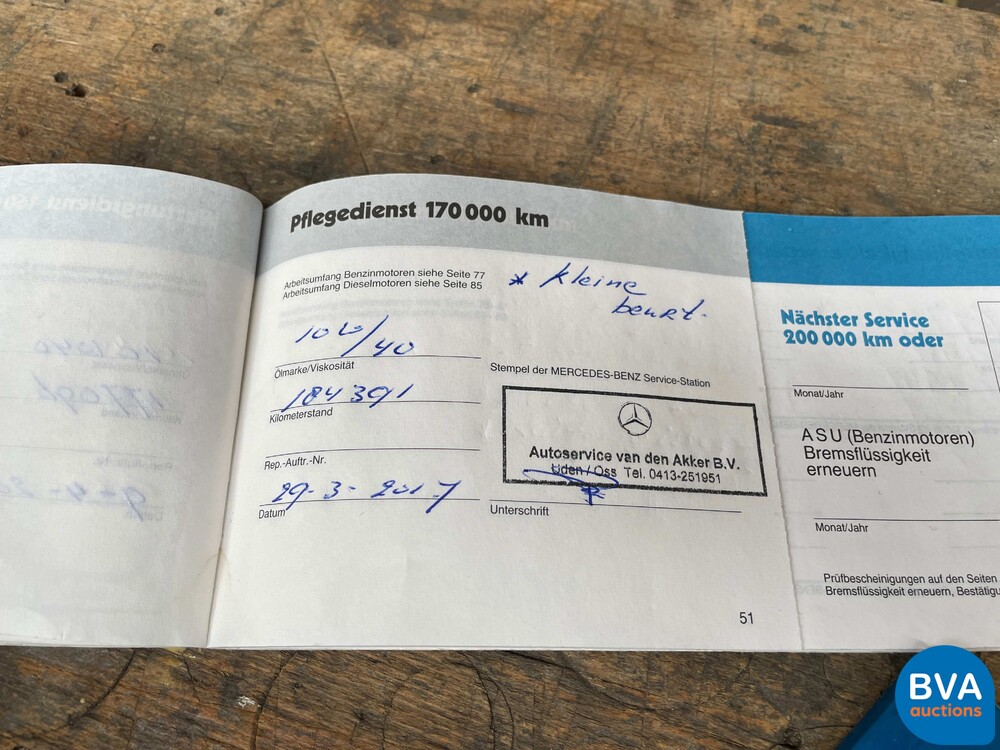 Pflegedienst 170 000 km
Arbeitsumfang Benzinmotoren siehe Seite 77
Arbeitsumfang Dieselmotoren siehe Seite 85
* kleine
beurt.
10W/40
Ölmarke/Viskosität
184391
Kilometerstand
Rep.-Auftr.-Nr.
29-3-2017
Datum
Stempel der MERCEDES-BENZ Service-Station
Autoservice van den Akker B.V.
Uden / Oss Tel. 0413-251951
Unterschrift
51
Nächster Service
200 000 km oder
Monat/Jahr
ASU (Benzinmotoren)
Bremsflüssigkeit
erneuern
Monat/Jahr
Prüfbescheinigungen auf den Seiten
Bremsflüssigkeit erneuern, Bestätigu
BVA
auctions